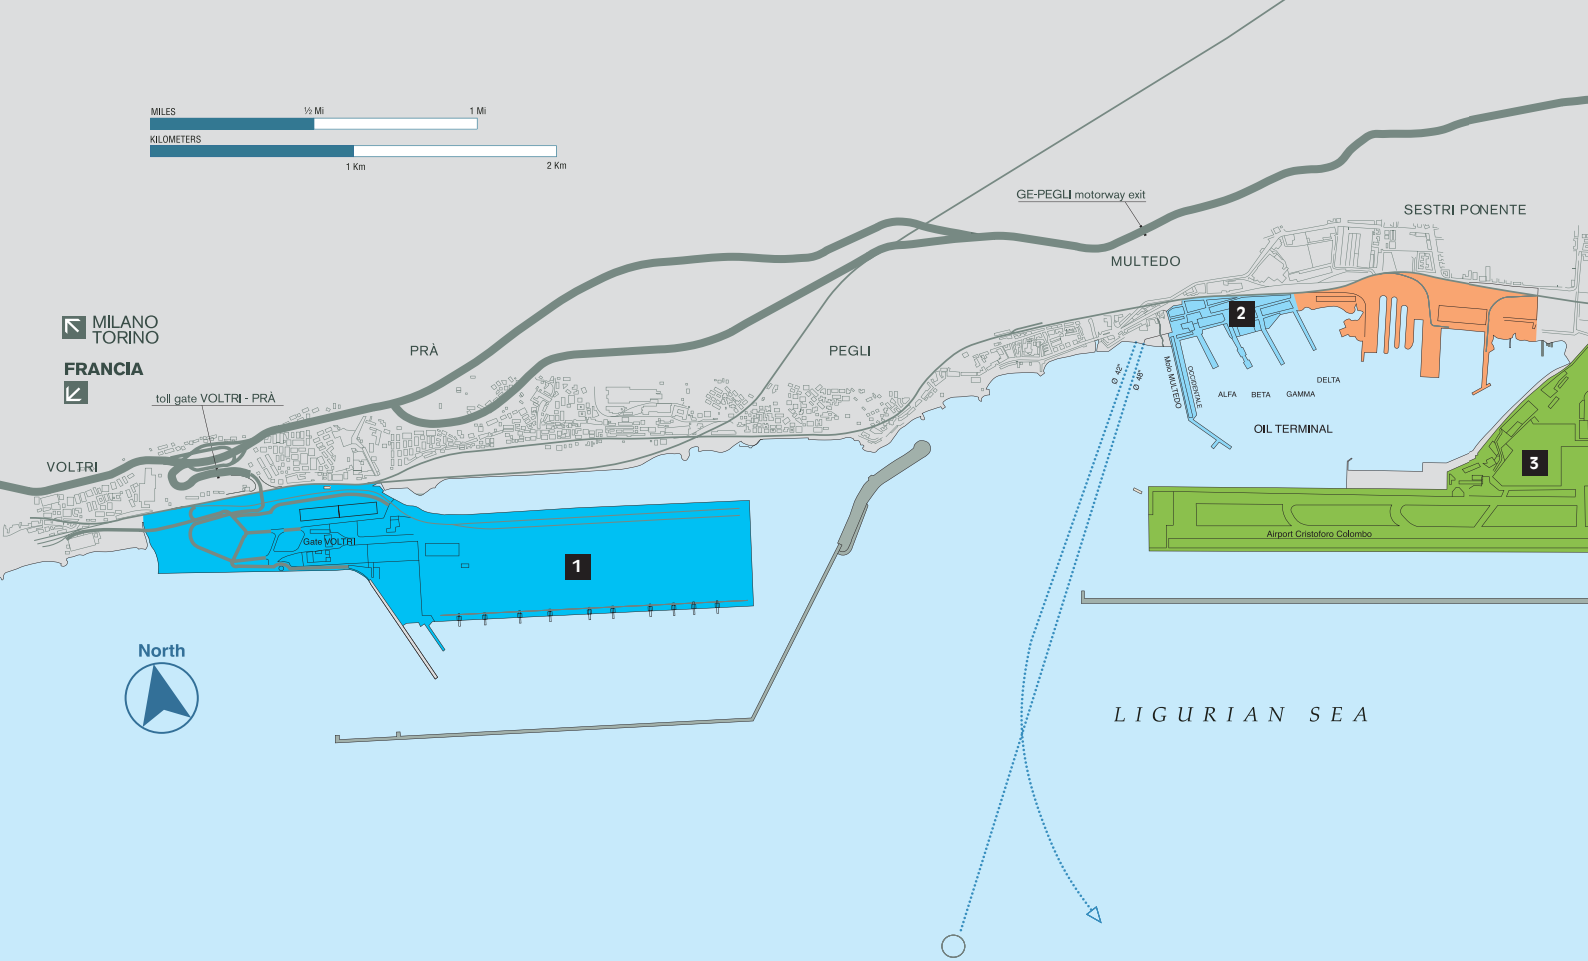 MILES
½ Mi
1 Mi
KILOMETERS
1 Km
2 Km
GE-PEGLI motorway exit
SESTRI PONENTE
MULTEDO
2
MILANO
TORINO
FRANCIA
PRÀ
PEGLI
toll gate VOLTRI - PRÀ
VOLTRI
Ø 42"
Ø 48"
Molo MULTEDO
OCCIDENTALE
ALFA
BETA
GAMMA
DELTA
OIL TERMINAL
3
Airport Cristoforo Colombo
Gate VOLTRI
1
North
LIGURIAN SEA